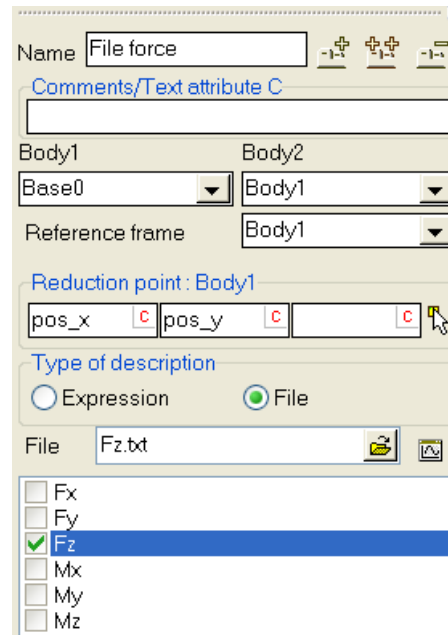 Name File force
Comments/Text attribute C
Body1 Body2
Base0 Body1
Reference frame Body1
Reduction point : Body1
pos_x C pos_y C C
Type of description
Expression File
File Fz.txt
Fx
Fy
Fz
Mx
My
Mz